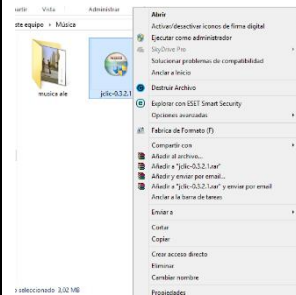 Vista
Administrar
ste equipo › Música
musica ale
jclic-0.3.2.1
Abrir
Activar/desactivar iconos de firma digital
Ejecutar como administrador
SkyDrive Pro
Solucionar problemas de compatibilidad
Anclar a Inicio
Destruir Archivo
Explorar con ESET Smart Security
Opciones avanzadas
Fabrica de Formato (F)
Compartir con
Añadir al archivo...
Añadir a "jclic-0.3.2.1.rar"
Añadir y enviar por email...
Añadir a "jclic-0.3.2.1.rar" y enviar por email
Anclar a la barra de tareas
Enviar a
Cortar
Copiar
Crear acceso directo
Eliminar
Cambiar nombre
Propiedades
o seleccionado 3,02 MB